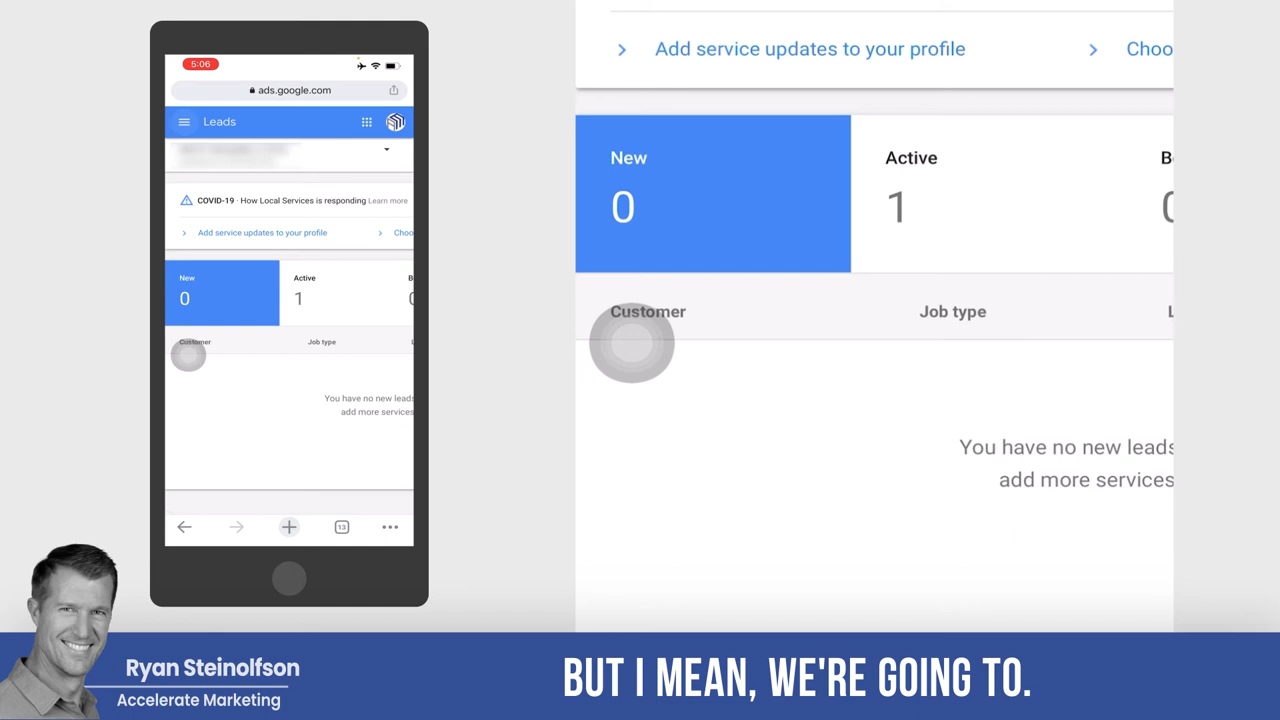 5:06
ads.google.com
Leads
COVID-19 · How Local Services is responding Learn more
Add service updates to your profile
Choo
New
Active
B
0
1
0
Customer
Job type
L
You have no new leads
add more services
13
Add service updates to your profile
Choo
New
Active
B
0
1
0
Customer
Job type
L
You have no new leads
add more services
Ryan Steinolfson
Accelerate Marketing
BUT I MEAN, WE'RE GOING TO.